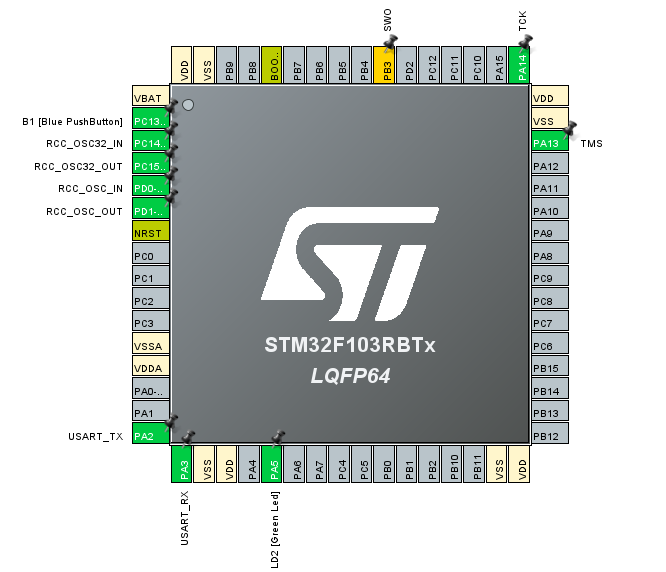 SWO
TCK
VDD
VSS
PB9
PB8
BOO..
PB7
PB6
PB5
PB4
PB3
PD2
PC12
PC11
PC10
PA15
PA14
VBAT
B1 [Blue PushButton]
PC13..
RCC_OSC32_IN
PC14..
RCC_OSC32_OUT
PC15..
RCC_OSC_IN
PD0-..
RCC_OSC_OUT
PD1-..
NRST
PC0
PC1
PC2
PC3
VSSA
VDDA
PA0-..
PA1
USART_TX
PA2
STM32F103RBTx
LQFP64
VDD
VSS
PA13
TMS
PA12
PA11
PA10
PA9
PA8
PC9
PC8
PC7
PC6
PB15
PB14
PB13
PB12
PA3
VSS
VDD
PA4
PA5
PA6
PA7
PC4
PC5
PB0
PB1
PB2
PB10
PB11
VSS
VDD
USART_RX
LD2 [Green Led]